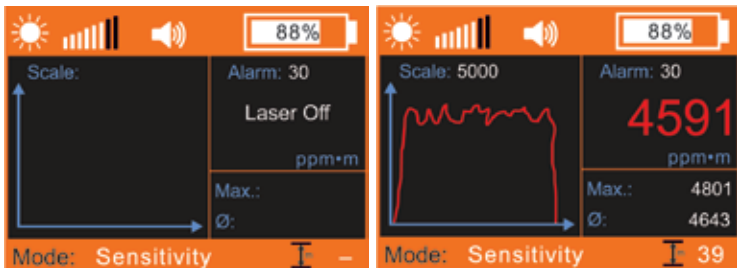 88%
Scale:
Alarm: 30
Laser Off
ppm•m
Max.:
Ø:
Mode: Sensitivity –
88%
Scale: 5000
Alarm: 30
4591
ppm•m
Max.: 4801
Ø: 4643
Mode: Sensitivity 39